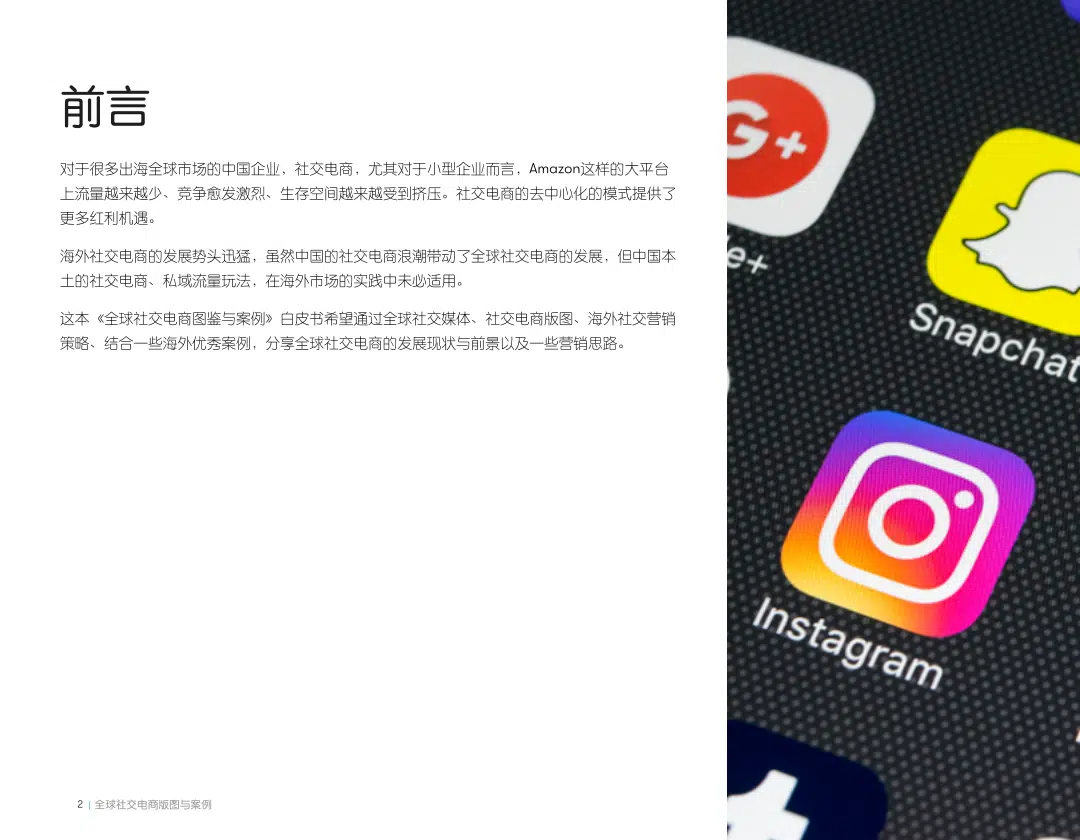 前言
对于很多出海全球市场的中国企业，社交电商，尤其对于小型企业而言，Amazon这样的大平台
上流量越来越少、竞争愈发激烈、生存空间越来越受到挤压。社交电商的去中心化的模式提供了
更多红利机遇。
海外社交电商的发展势头迅猛，虽然中国的社交电商浪潮带动了全球社交电商的发展，但中国本
土的社交电商、私域流量玩法，在海外市场的实践中未必适用。
这本《全球社交电商图鉴与案例》白皮书希望通过全球社交媒体、社交电商版图、海外社交营销
策略、结合一些海外优秀案例，分享全球社交电商的发展现状与前景以及一些营销思路。
2 | 全球社交电商版图与案例
G+
e+
Snapchat
Instagram
t